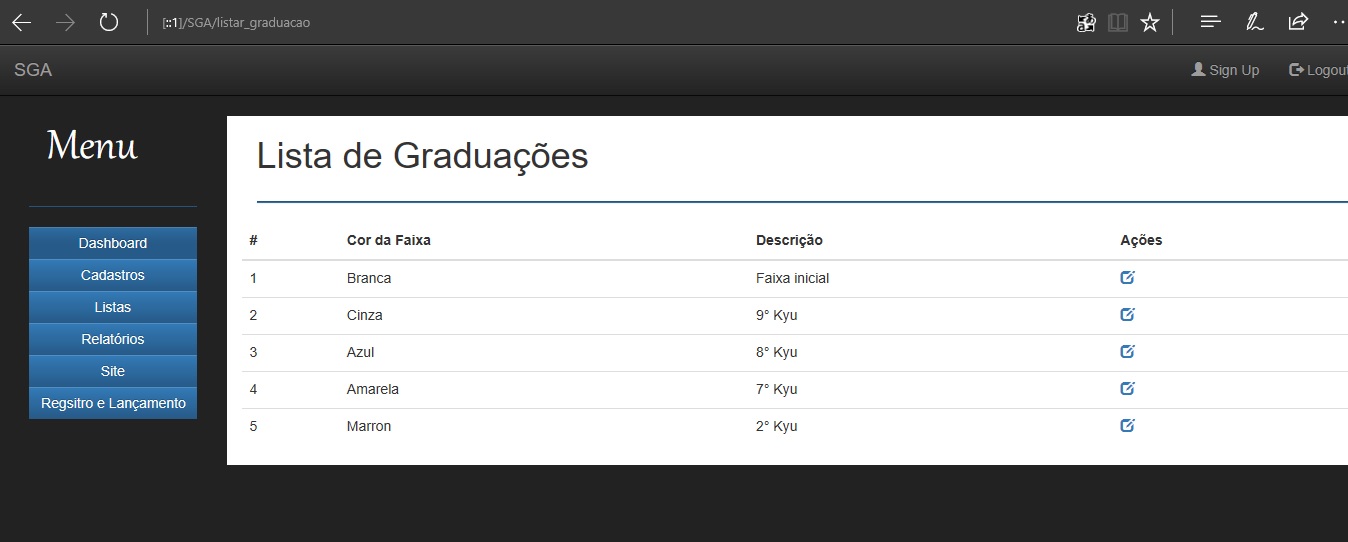 [::1]/SGA/listar_graduacao
SGA
Sign Up
Logout
Menu
Lista de Graduações
Dashboard
Cadastros
Listas
Relatórios
Site
Regsitro e Lançamento
# Cor da Faixa Descrição Ações
1 Branca Faixa inicial
2 Cinza 9° Kyu
3 Azul 8° Kyu
4 Amarela 7° Kyu
5 Marron 2° Kyu